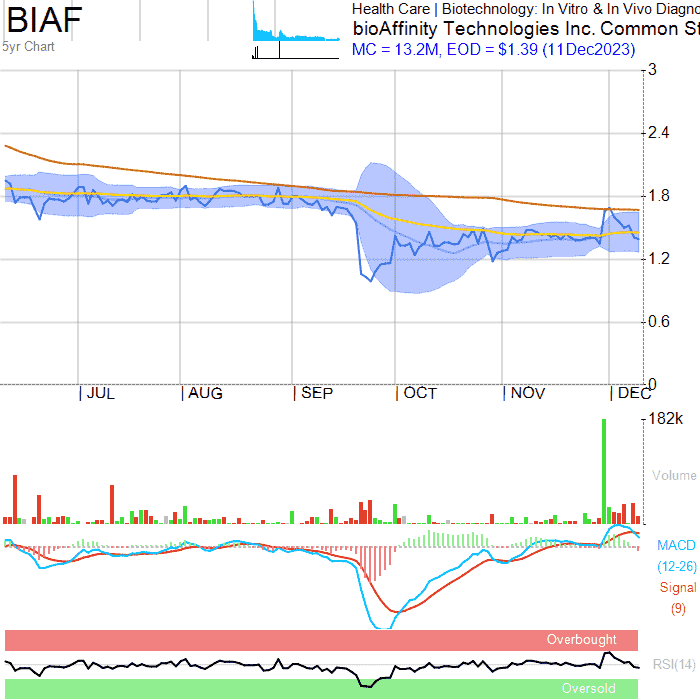 BIAF
5yr Chart
Health Care | Biotechnology: In Vitro & In Vivo Diagno
bioAffinity Technologies Inc. Common St
MC = 13.2M, EOD = $1.39 (11Dec2023)
3
2.4
1.8
1.2
0.6
0
JUL
AUG
SEP
OCT
NOV
DEC
182k
Volume
MACD
(12-26)
Signal
(9)
Overbought
RSI(14)
Oversold